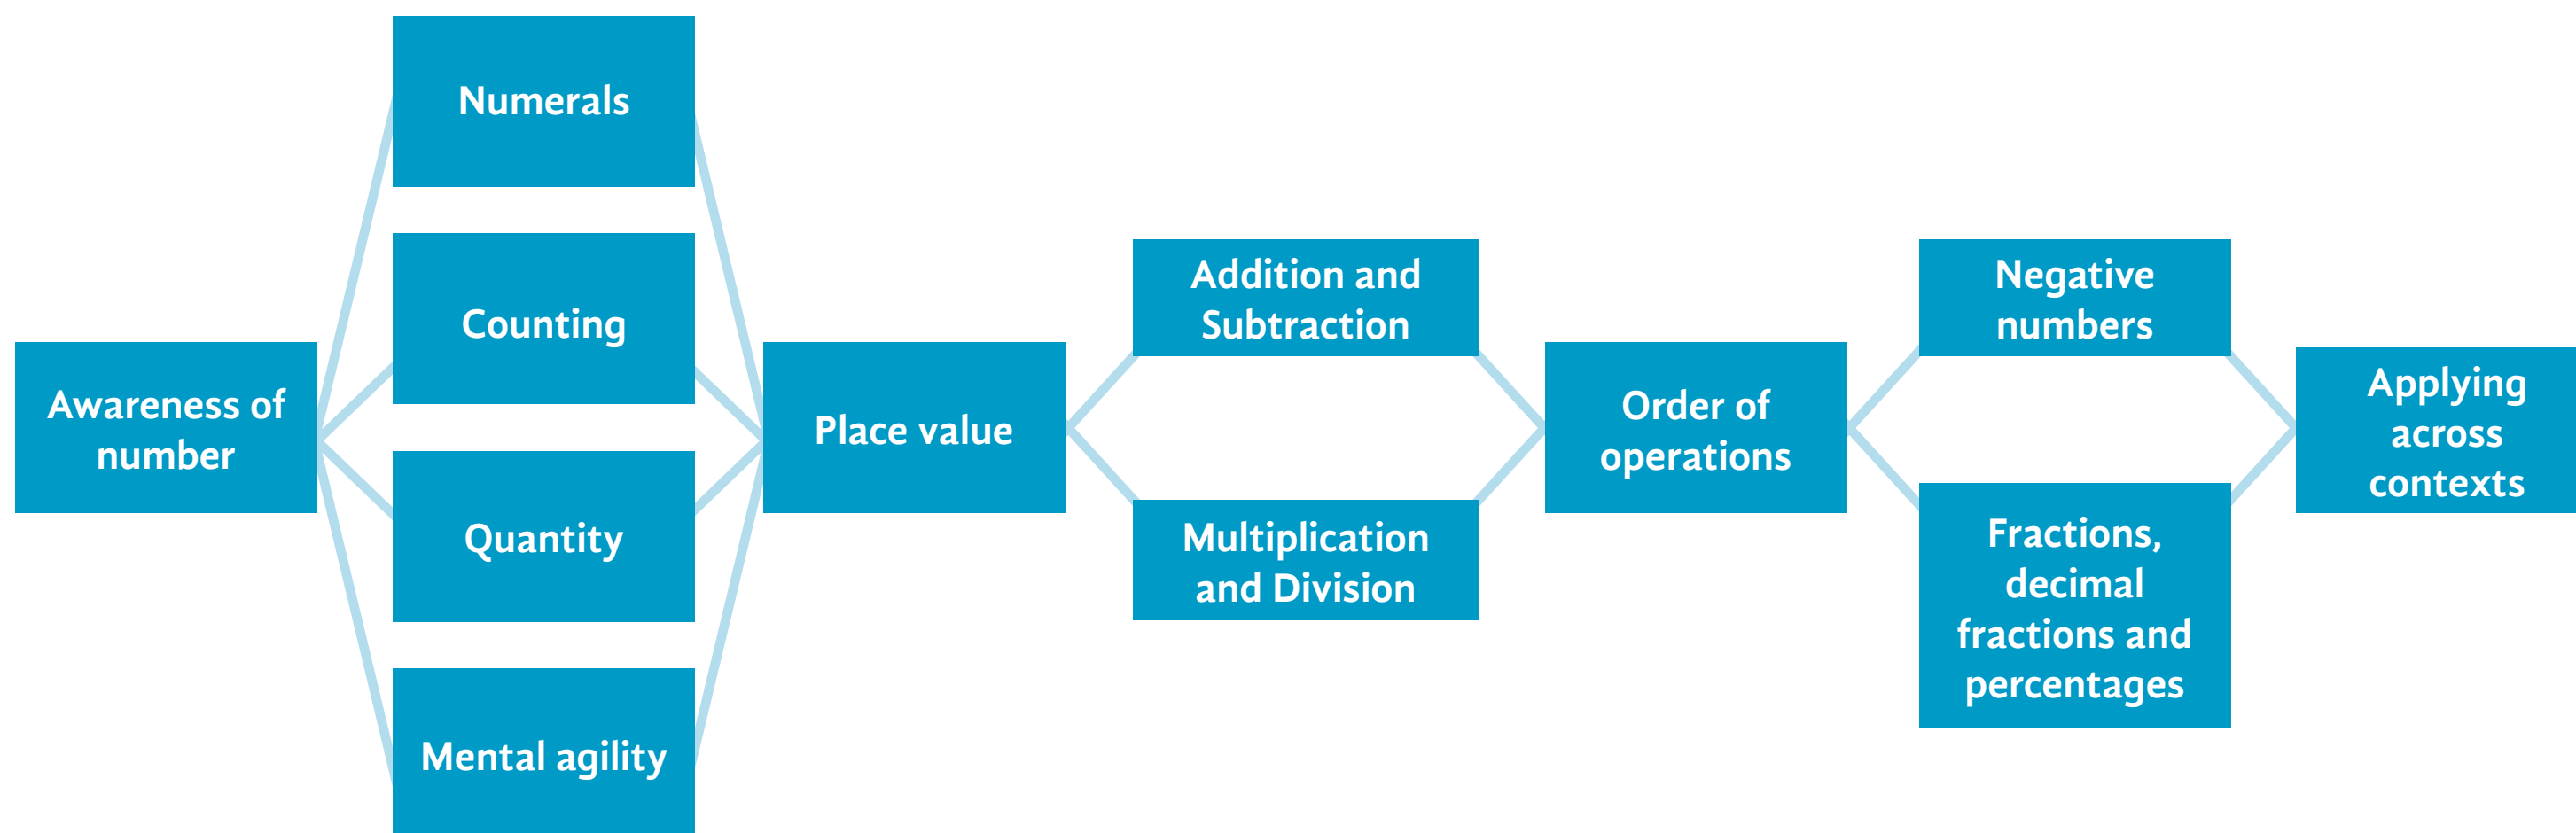 Awareness of
number
Numerals
Counting
Quantity
Mental agility
Place value
Addition and
Subtraction
Multiplication
and Division
Order of
operations
Negative
numbers
Fractions,
decimal
fractions and
percentages
Applying
across
contexts